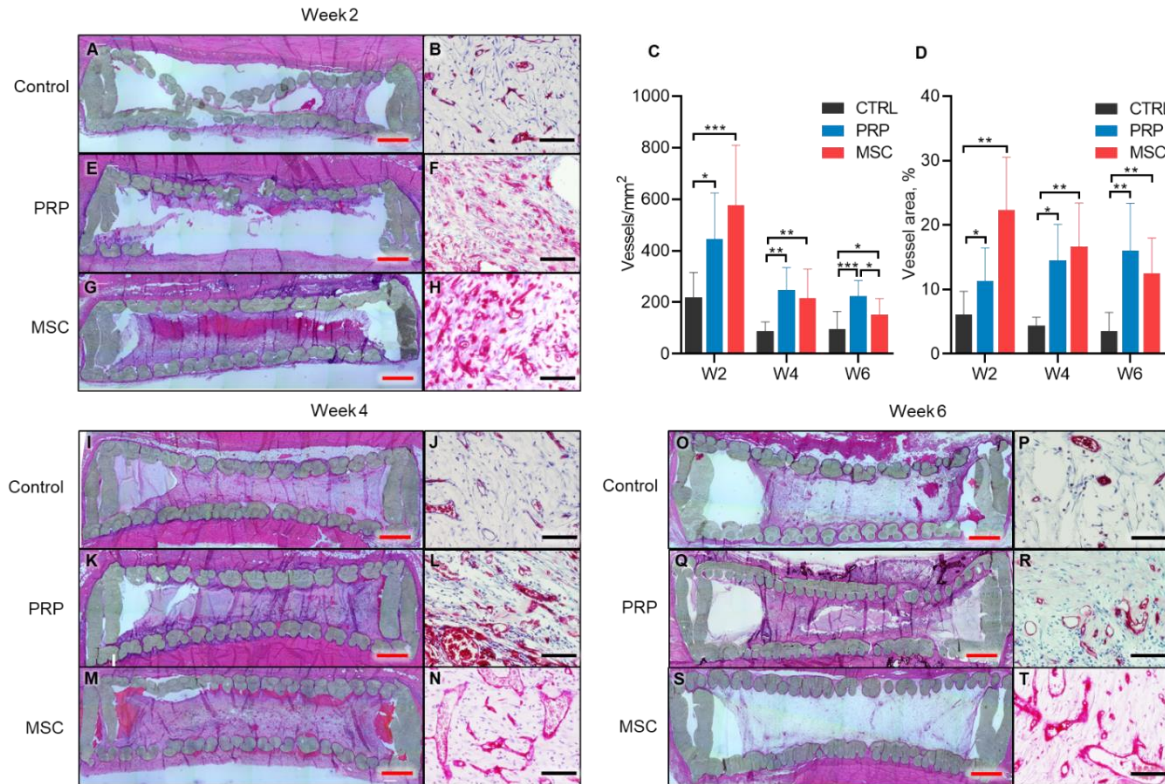 Week 2
Control
A
B
PRP
E
F
MSC
G
H
C
Vessels/mm²
1000
800
600
400
200
0
W2
W4
W6
CTRL
PRP
MSC
***
*
**
**
*
***
*
D
Vessel area, %
40
30
20
10
0
W2
W4
W6
CTRL
PRP
MSC
**
*
**
*
**
**
Week 4
Control
I
J
PRP
K
L
MSC
M
N
Week 6
Control
O
P
PRP
Q
R
MSC
S
T